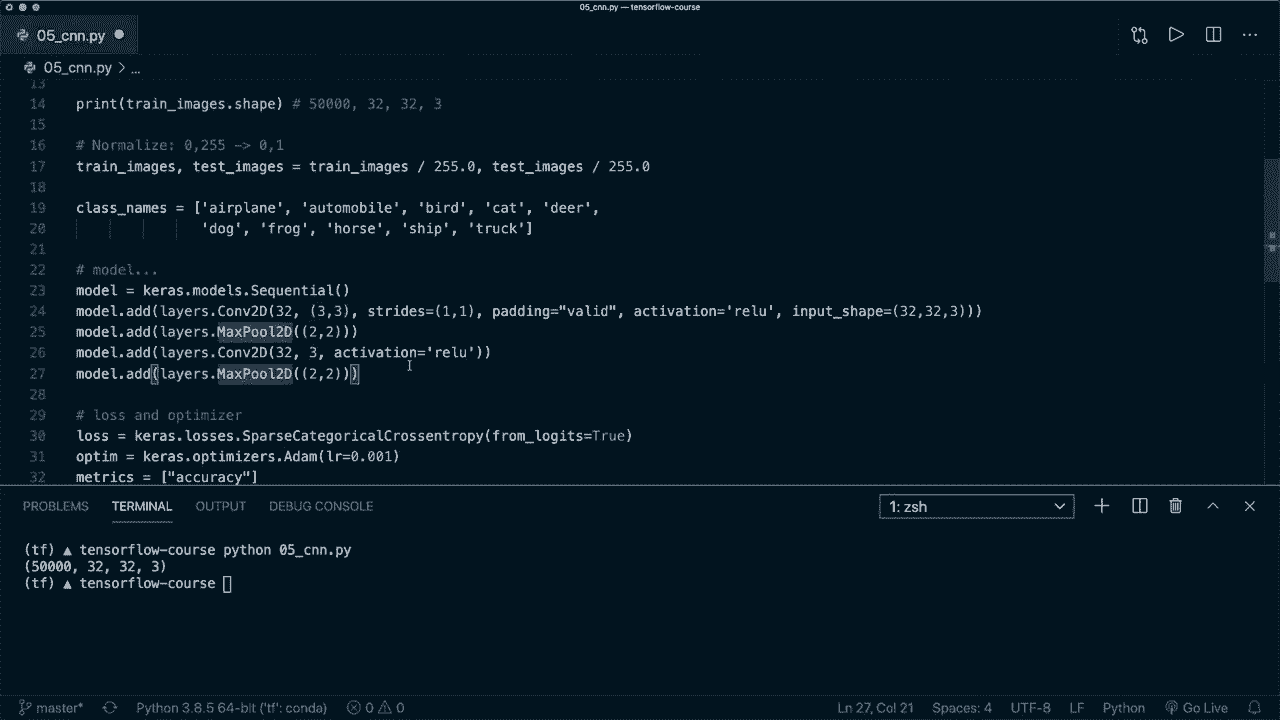 05_cnn.py — tensorflow-course
05_cnn.py
05_cnn.py > ...
13
14 print(train_images.shape) # 50000, 32, 32, 3
15
16 # Normalize: 0,255 -> 0,1
17 train_images, test_images = train_images / 255.0, test_images / 255.0
18
19 class_names = ['airplane', 'automobile', 'bird', 'cat', 'deer',
20 'dog', 'frog', 'horse', 'ship', 'truck']
21
22 # model...
23 model = keras.models.Sequential()
24 model.add(layers.Conv2D(32, (3,3), strides=(1,1), padding="valid", activation='relu', input_shape=(32,32,3)))
25 model.add(layers.MaxPool2D((2,2)))
26 model.add(layers.Conv2D(32, 3, activation='relu'))
27 model.add(layers.MaxPool2D((2,2)))
28
29 # loss and optimizer
30 loss = keras.losses.SparseCategoricalCrossentropy(from_logits=True)
31 optim = keras.optimizers.Adam(lr=0.001)
32 metrics = ["accuracy"]
PROBLEMS TERMINAL OUTPUT DEBUG CONSOLE 1: zsh
(tf) ▲ tensorflow-course python 05_cnn.py
(50000, 32, 32, 3)
(tf) ▲ tensorflow-course
master* Python 3.8.5 64-bit ('tf': conda) 0 0 Ln 27, Col 21 Spaces: 4 UTF-8 LF Python Go Live